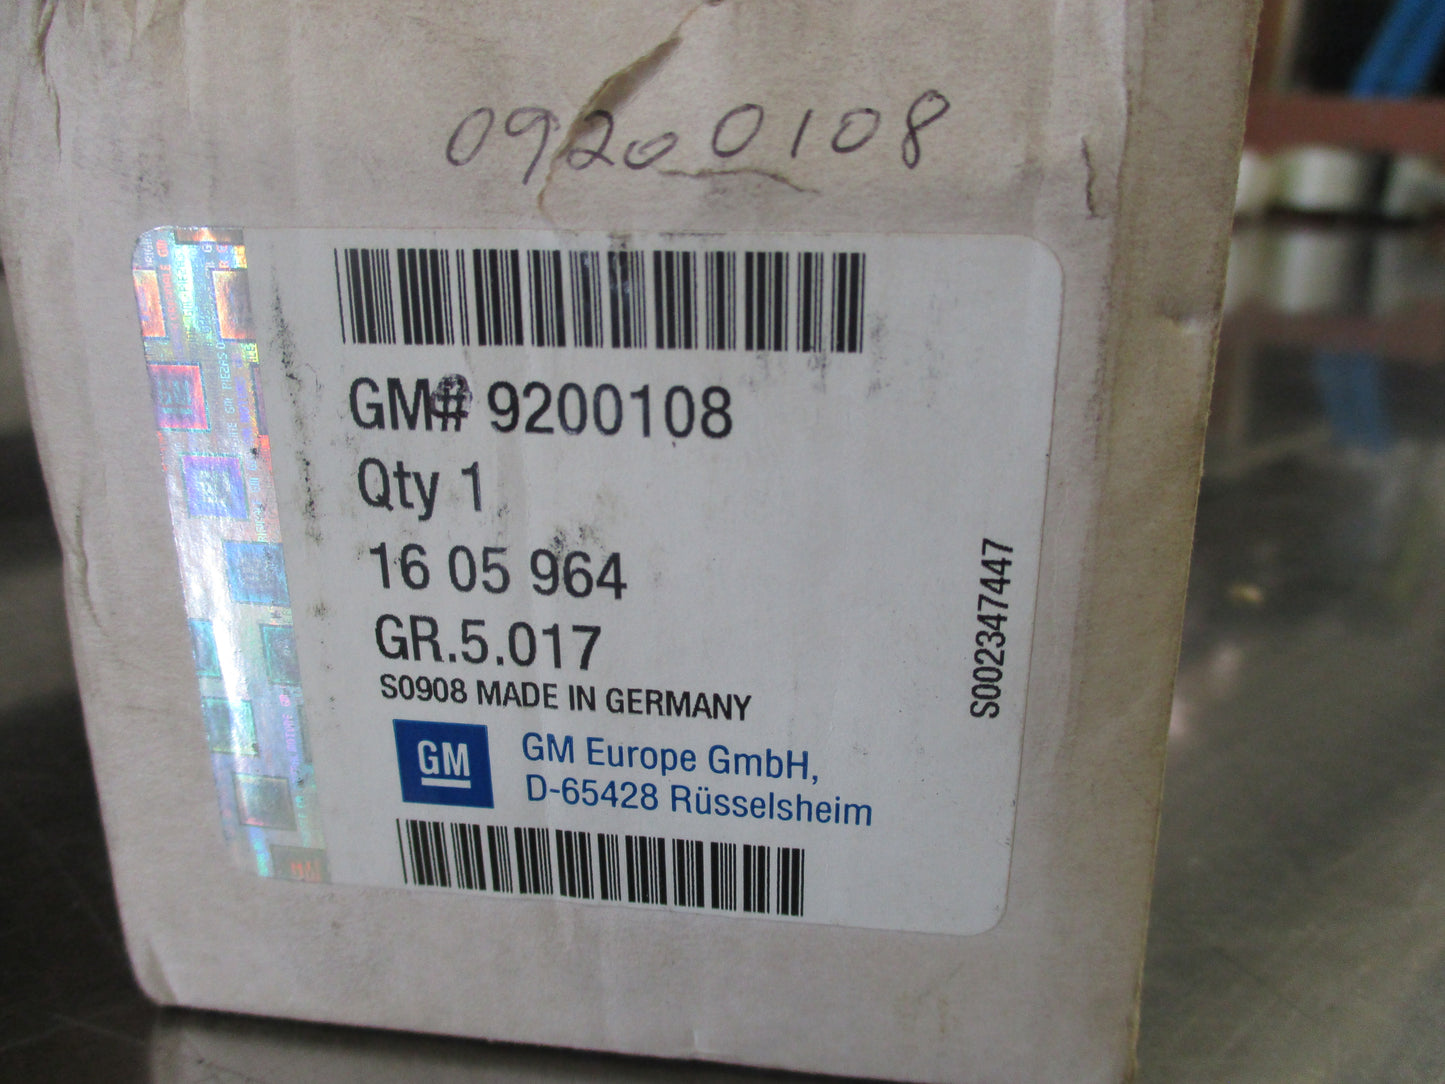 09200108
GM# 9200108
Qty 1
16 05 964
GR.5.017
S0908 MADE IN GERMANY
GM
GM Europe GmbH,
D-65428 Rüsselsheim
S002347447